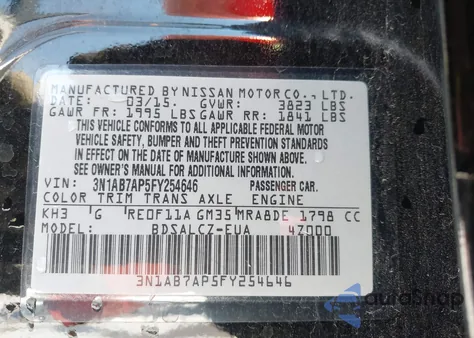 MANUFACTURED BY NISSAN MOTOR CO., LTD.
DATE: 03/15. GVWR: 3823 LBS
GAWR FR: 1995 LBS GAWR RR: 1841 LBS
THIS VEHICLE CONFORMS TO ALL APPLICABLE FEDERAL MOTOR
VEHICLE SAFETY, BUMPER AND THEFT PREVENTION STANDARDS
IN EFFECT ON THE DATE OF MANUFACTURE SHOWN ABOVE.
SEE OWNER'S MANUAL FOR ADDITIONAL INFORMATION.
VIN: 3N1AB7AP5FY254646 PASSENGER CAR.
COLOR TRIM TRANS AXLE ENGINE
KH3 G RE0F11A GM35 MRA8DE 1798 CC
MODEL: BDSALCZ-EUA 4Z000
3N1AB7AP5FY254646
AutoSnap